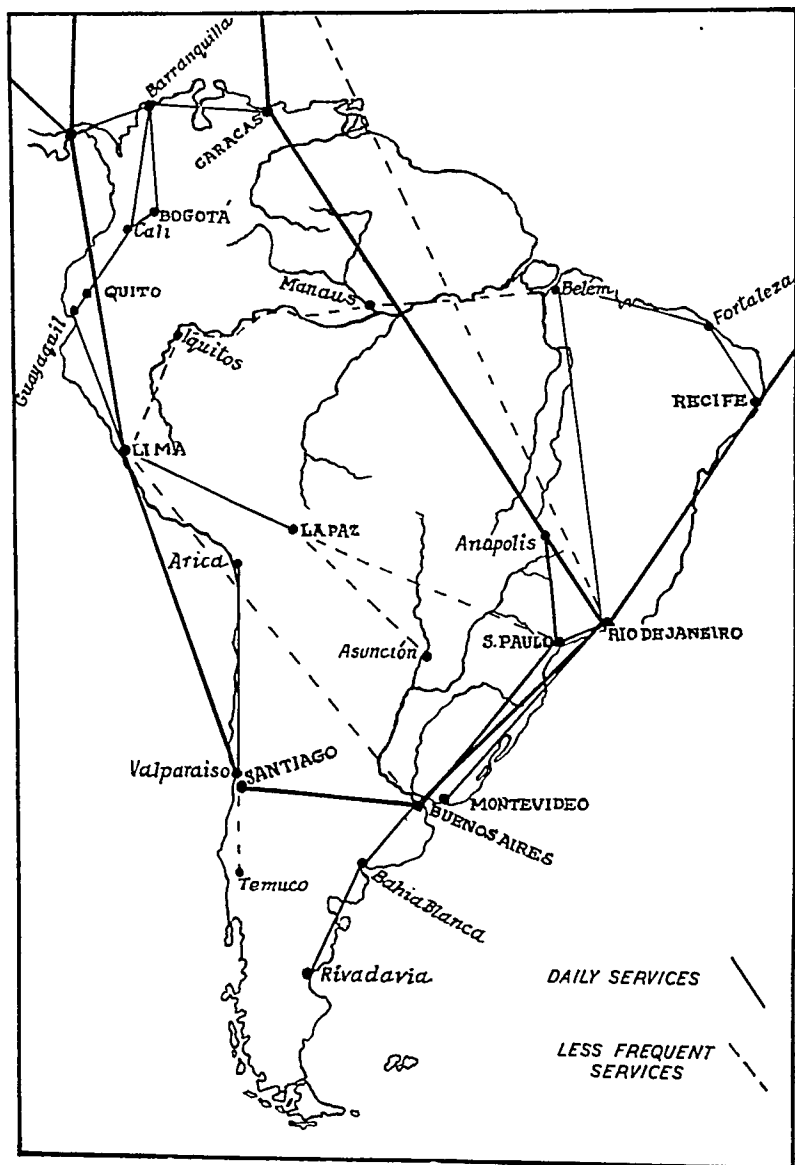 Barranquilla
CARACAS
BOGOTA
Cali
QUITO
Guayaquil
Manaus
Belém
Fortaleza
Iquitos
RECIFE
LIMA
LA PAZ
Anapolis
Arica
S. PAULO
RIO DE JANEIRO
Asunción
Valparaiso
SANTIAGO
MONTEVIDEO
BUENOS AIRES
Temuco
Bahia Blanca
Rivadavia
DAILY SERVICES
LESS FREQUENT
SERVICES